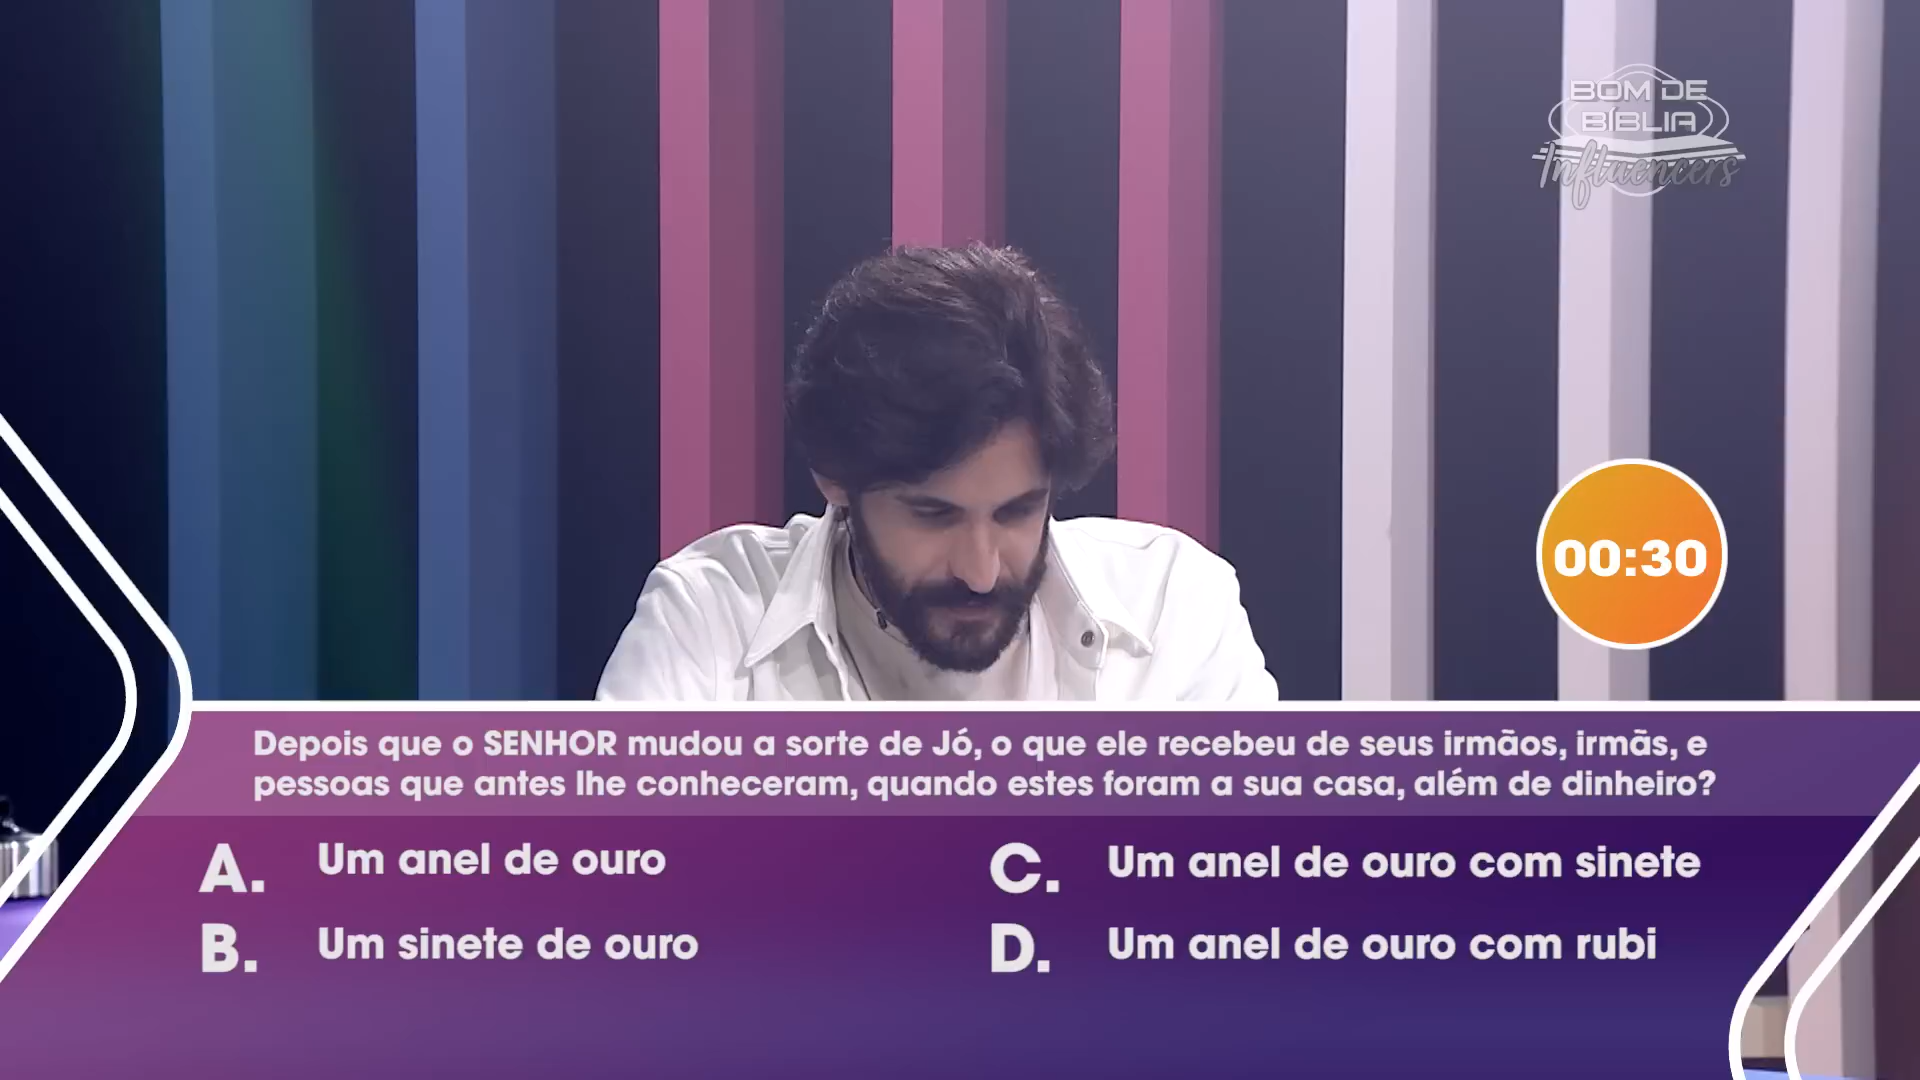 BOM DE
BÍBLIA
Influencers
00:30
Depois que o SENHOR mudou a sorte de Jó, o que ele recebeu de seus irmãos, irmãs, e
pessoas que antes lhe conheceram, quando estes foram a sua casa, além de dinheiro?
A. Um anel de ouro
B. Um sinete de ouro
C. Um anel de ouro com sinete
D. Um anel de ouro com rubi